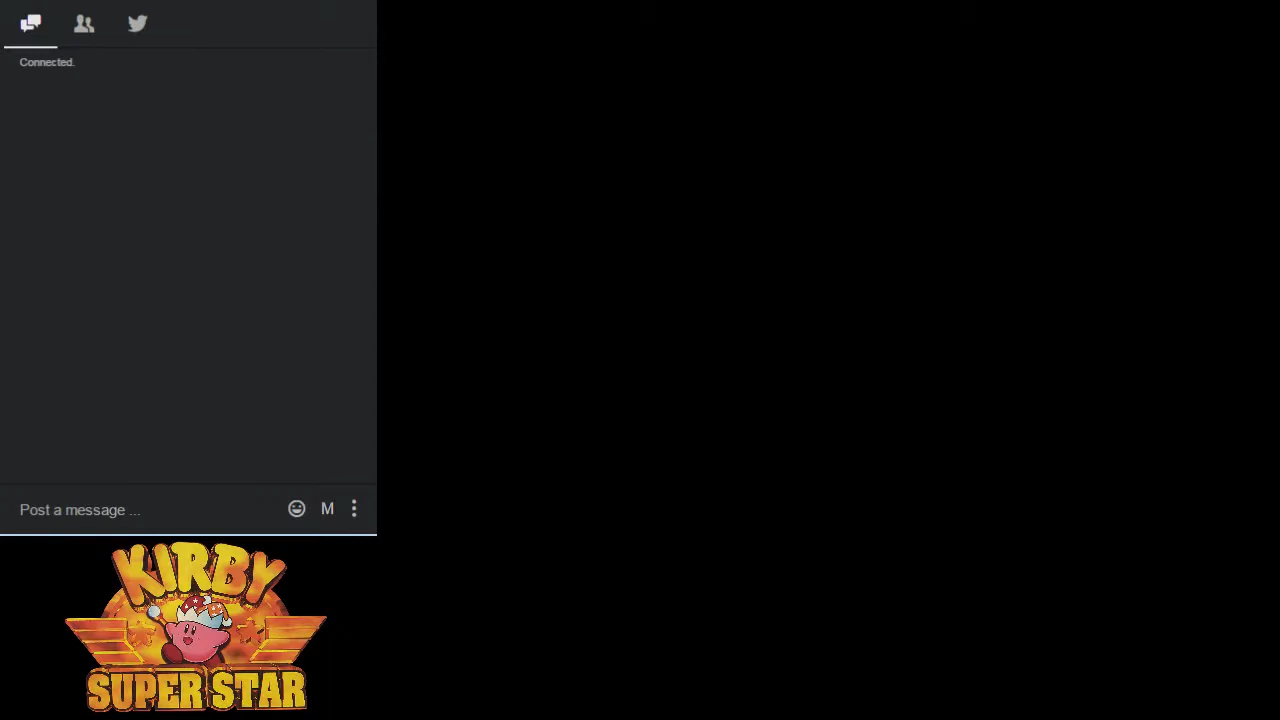 Connected.
Post a message ...
M
KIRBY
SUPER STAR